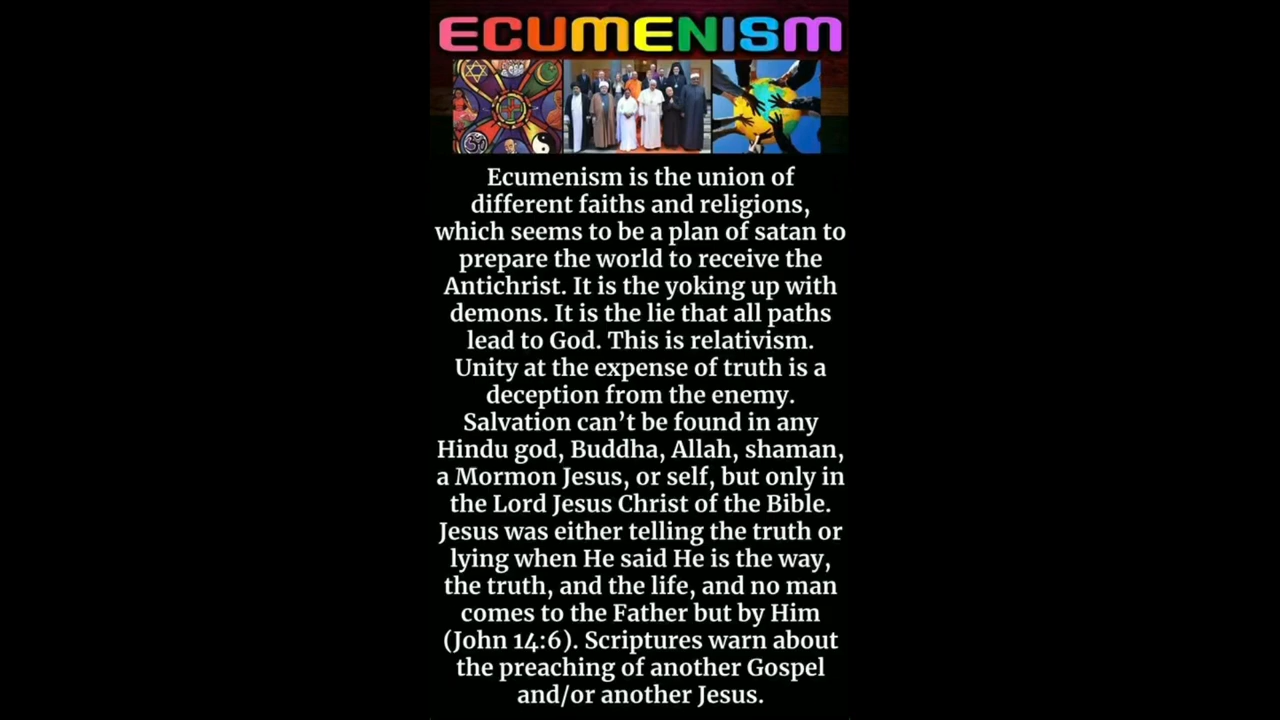 ECUMENISM
Ecumenism is the union of
different faiths and religions,
which seems to be a plan of satan to
prepare the world to receive the
Antichrist. It is the yoking up with
demons. It is the lie that all paths
lead to God. This is relativism.
Unity at the expense of truth is a
deception from the enemy.
Salvation can’t be found in any
Hindu god, Buddha, Allah, shaman,
a Mormon Jesus, or self, but only in
the Lord Jesus Christ of the Bible.
Jesus was either telling the truth or
lying when He said He is the way,
the truth, and the life, and no man
comes to the Father but by Him
(John 14:6). Scriptures warn about
the preaching of another Gospel
and/or another Jesus.